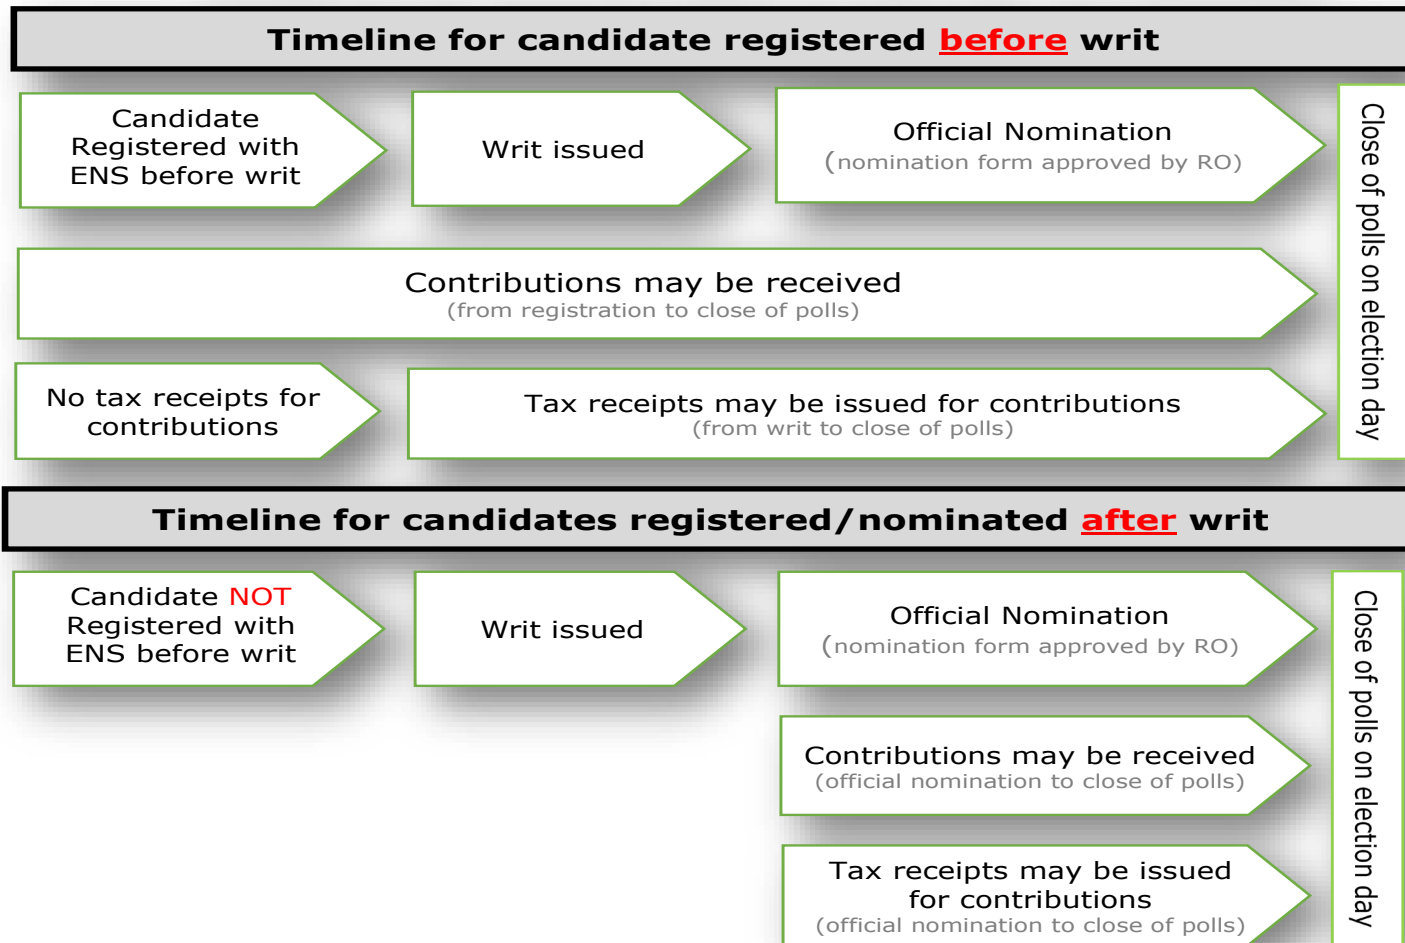 Timeline for candidate registered before writ
Candidate
Registered with
ENS before writ
Writ issued
Official Nomination
(nomination form approved by RO)
Close of polls on election day
Contributions may be received
(from registration to close of polls)
No tax receipts for
contributions
Tax receipts may be issued for contributions
(from writ to close of polls)
Timeline for candidates registered/nominated after writ
Candidate NOT
Registered with
ENS before writ
Writ issued
Official Nomination
(nomination form approved by RO)
Close of polls on election day
Contributions may be received
(official nomination to close of polls)
Tax receipts may be issued
for contributions
(official nomination to close of polls)